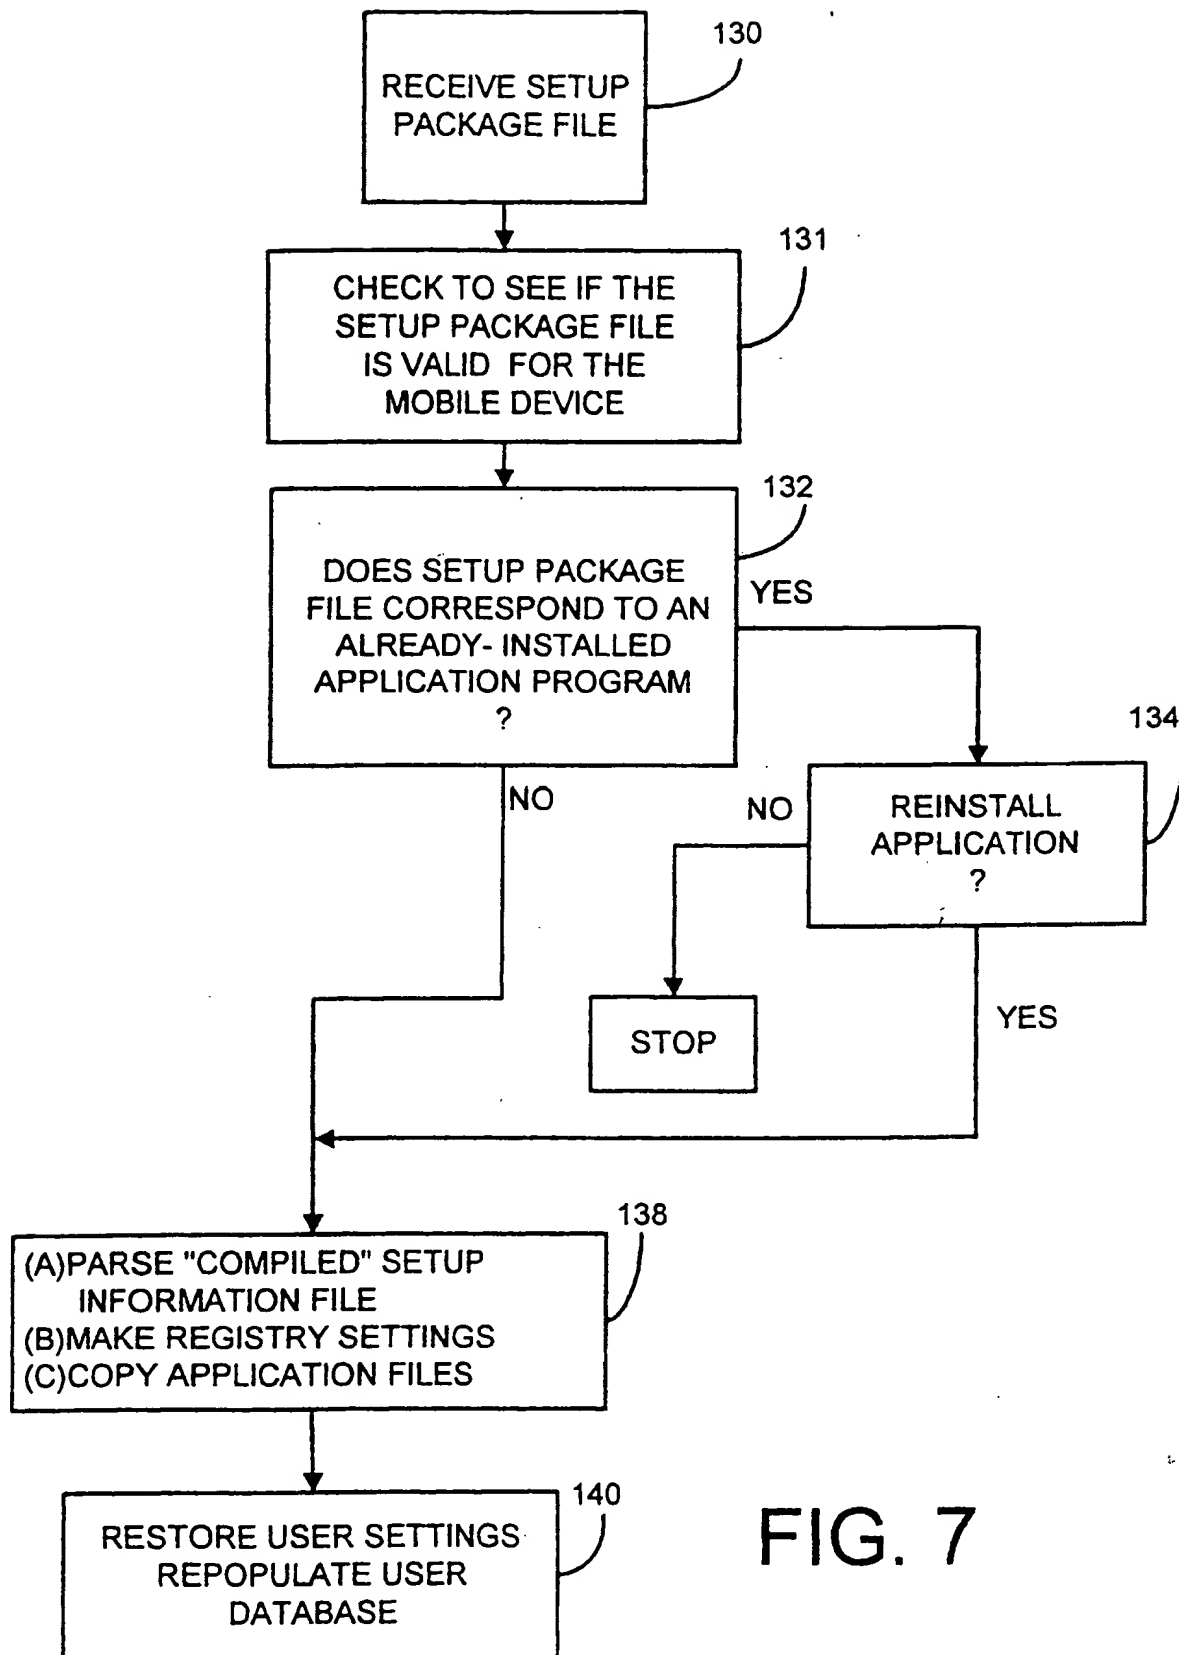 130
RECEIVE SETUP
PACKAGE FILE
131
CHECK TO SEE IF THE
SETUP PACKAGE FILE
IS VALID FOR THE
MOBILE DEVICE
132
DOES SETUP PACKAGE
FILE CORRESPOND TO AN
ALREADY- INSTALLED
APPLICATION PROGRAM
?
YES
NO
134
REINSTALL
APPLICATION
?
NO
STOP
YES
138
(A)PARSE "COMPILED" SETUP
INFORMATION FILE
(B)MAKE REGISTRY SETTINGS
(C)COPY APPLICATION FILES
140
RESTORE USER SETTINGS
REPOPULATE USER
DATABASE
FIG. 7